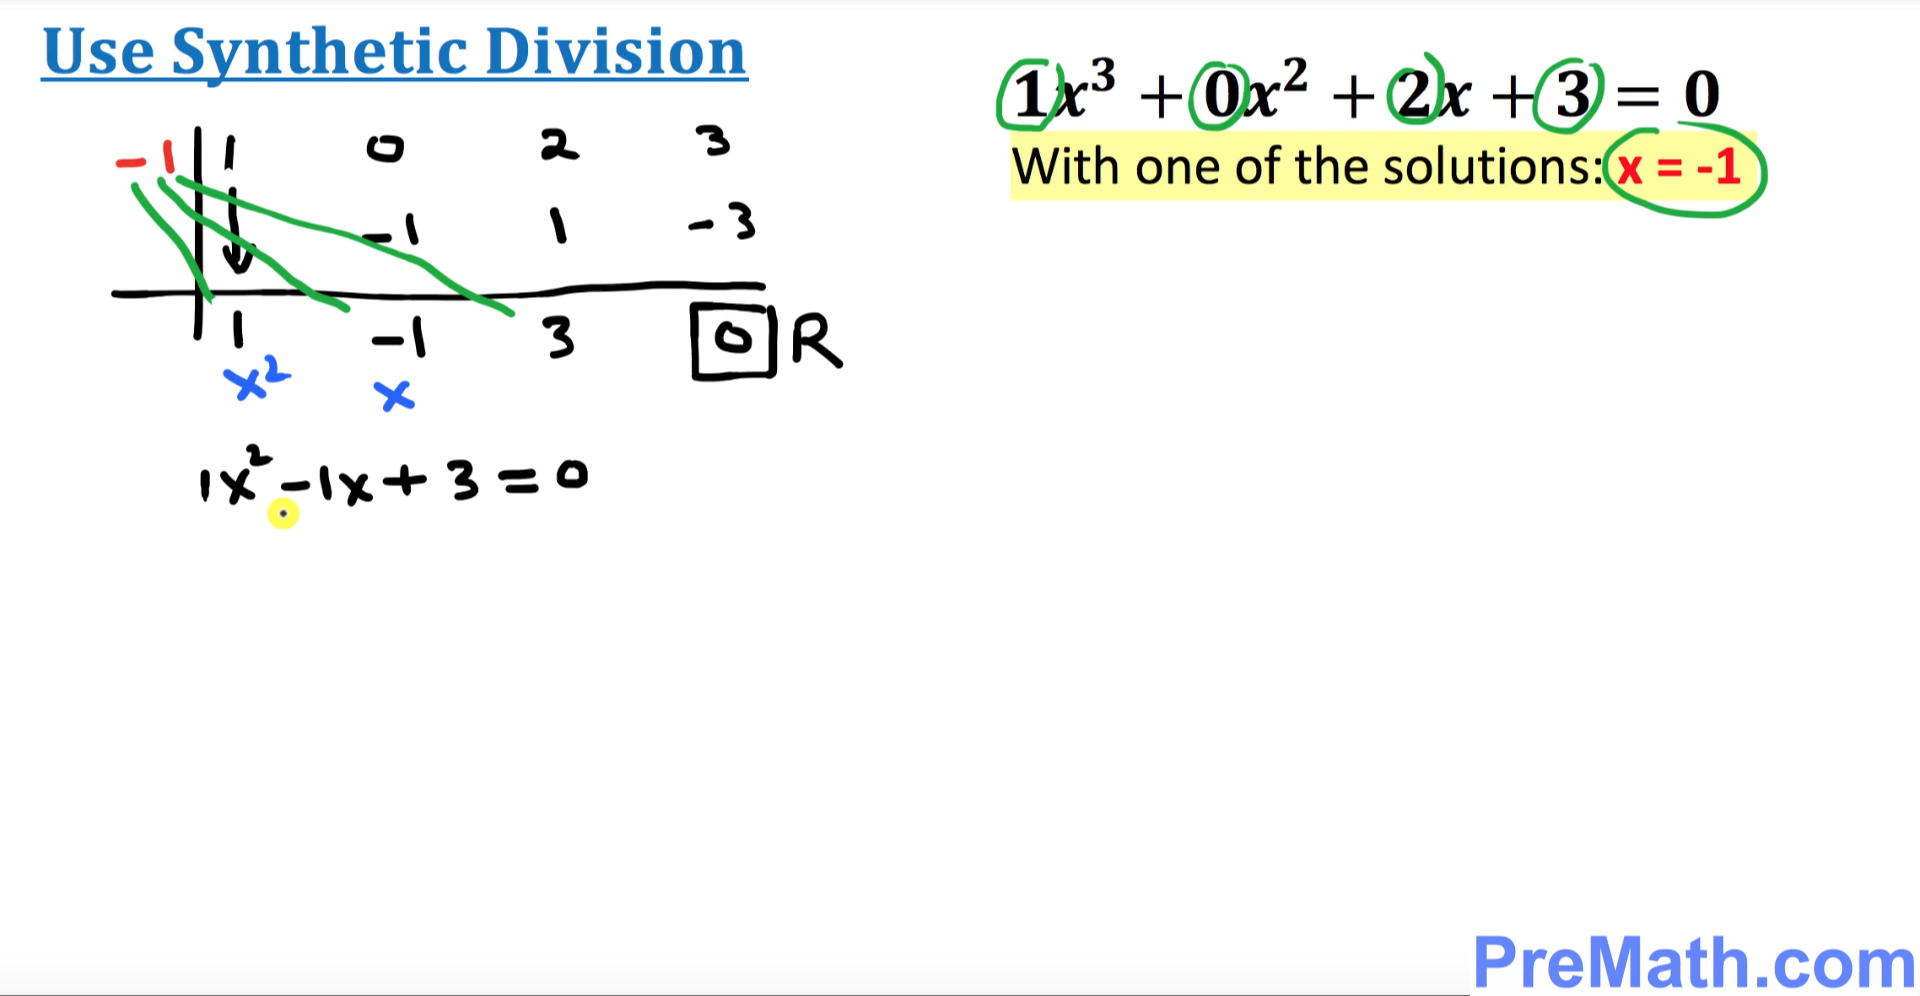 Use Synthetic Division
1x³ + 0x² + 2x + 3 = 0
With one of the solutions: x = -1
-1 1 0 2 3
-1 1 -3
1 -1 3 0 R
x² x
1x² - 1x + 3 = 0
PreMath.com